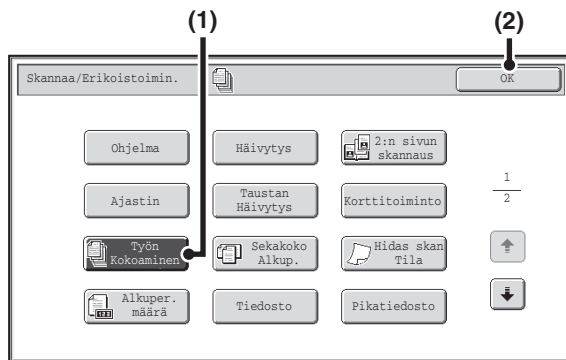 (1)
(2)
Skannaa/Erikoistoimin.
OK
Ohjelma
Häivytys
2:n sivun
skannaus
Ajastin
Taustan
Häivytys
Korttitoiminto
1
2
Työn
Kokoaminen
Sekakoko
Alkup.
Hidas skan
Tila
Alkuper.
määrä
Tiedosto
Pikatiedosto